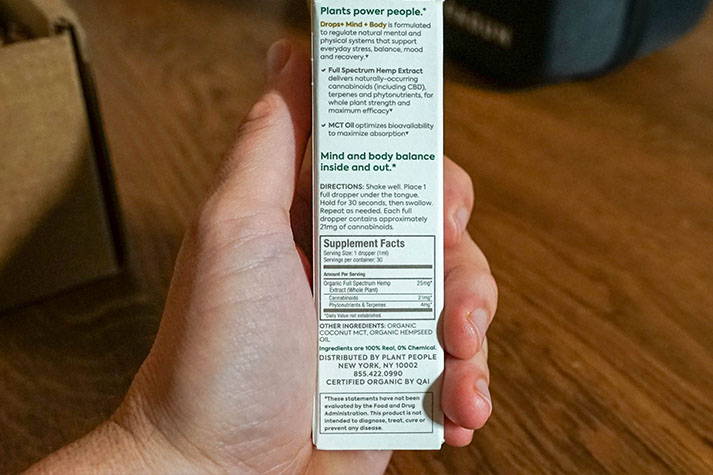 Plants power people.*
Drops+ Mind + Body is formulated
to regulate natural mental and
physical systems that support
everyday stress, balance, mood
and recovery.▼
✓ Full Spectrum Hemp Extract
delivers naturally-occurring
cannabinoids (including CBD),
terpenes and phytonutrients, for
whole plant strength and
maximum efficacy▼
✓ MCT Oil optimizes bioavailability
to maximize absorption▼
Mind and body balance
inside and out.*
DIRECTIONS: Shake well. Place 1
full dropper under the tongue.
Hold for 30 seconds, then swallow.
Repeat as needed. Each full
dropper contains approximately
21mg of cannabinoids.
Supplement Facts
Serving Size: 1 dropper (1ml)
Servings per container: 30
Amount Per Serving
Organic Full Spectrum Hemp 25mg*
Extract (Whole Plant)
Cannabinoids 21mg*
Phytonutrients & Terpenes 4mg*
*Daily Value not established.
OTHER INGREDIENTS: ORGANIC
COCONUT MCT, ORGANIC HEMPSEED
OIL.
Ingredients are 100% Real, 0% Chemical.
DISTRIBUTED BY PLANT PEOPLE
NEW YORK, NY 10002
855.422.0990
CERTIFIED ORGANIC BY QAI
*These statements have not been
evaluated by the Food and Drug
Administration. This product is not
intended to diagnose, treat, cure or
prevent any disease.